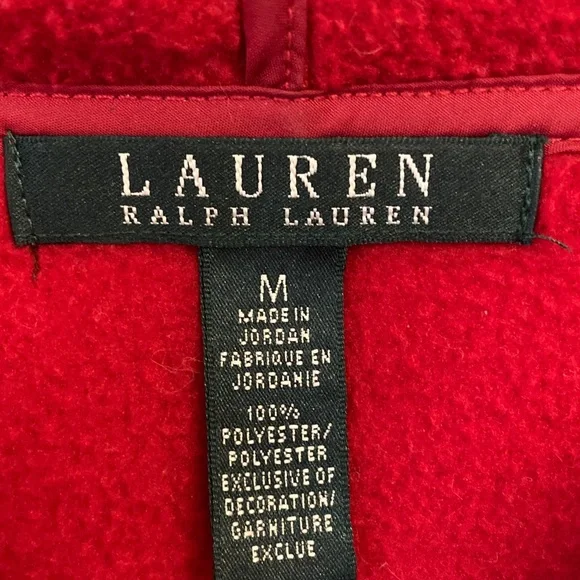 LAUREN
RALPH LAUREN
M
MADE IN
JORDAN
FABRIQUE EN
JORDANIE
100%
POLYESTER/
POLYESTER
EXCLUSIVE OF
DECORATION/
GARNITURE
EXCLUE